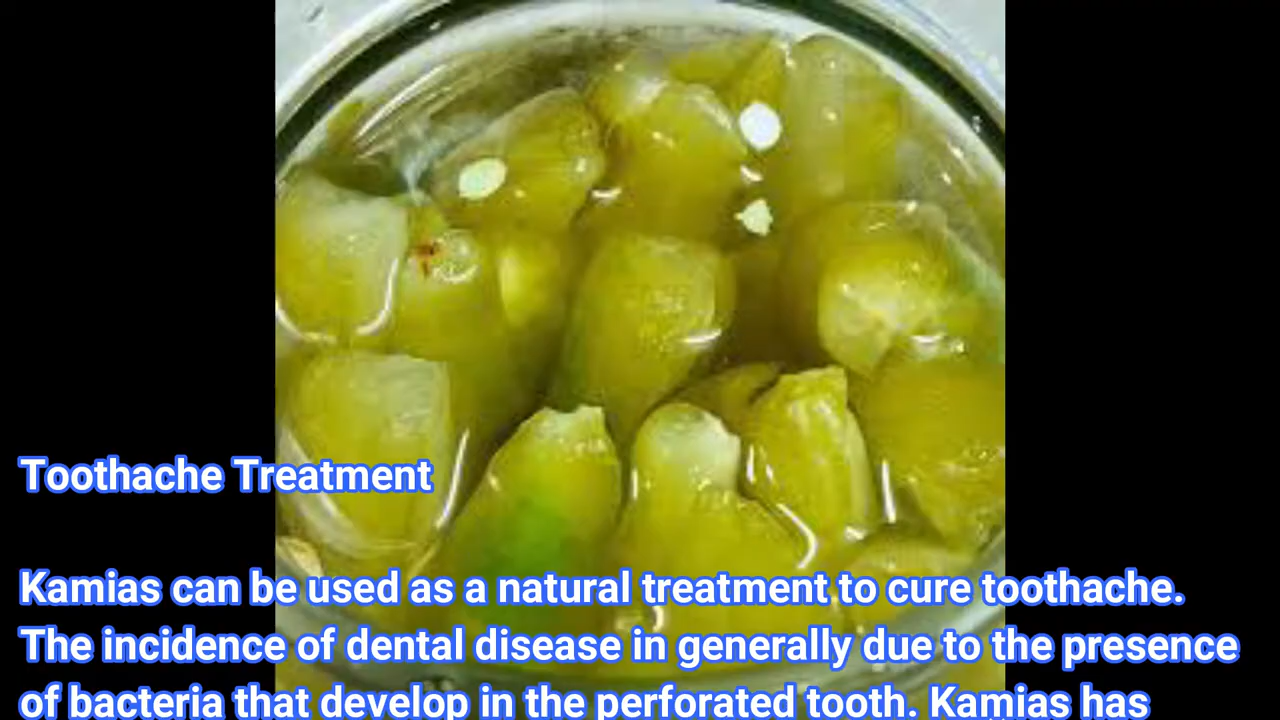 Toothache Treatment
Kamias can be used as a natural treatment to cure toothache.
The incidence of dental disease in generally due to the presence
of bacteria that develop in the perforated tooth. Kamias has